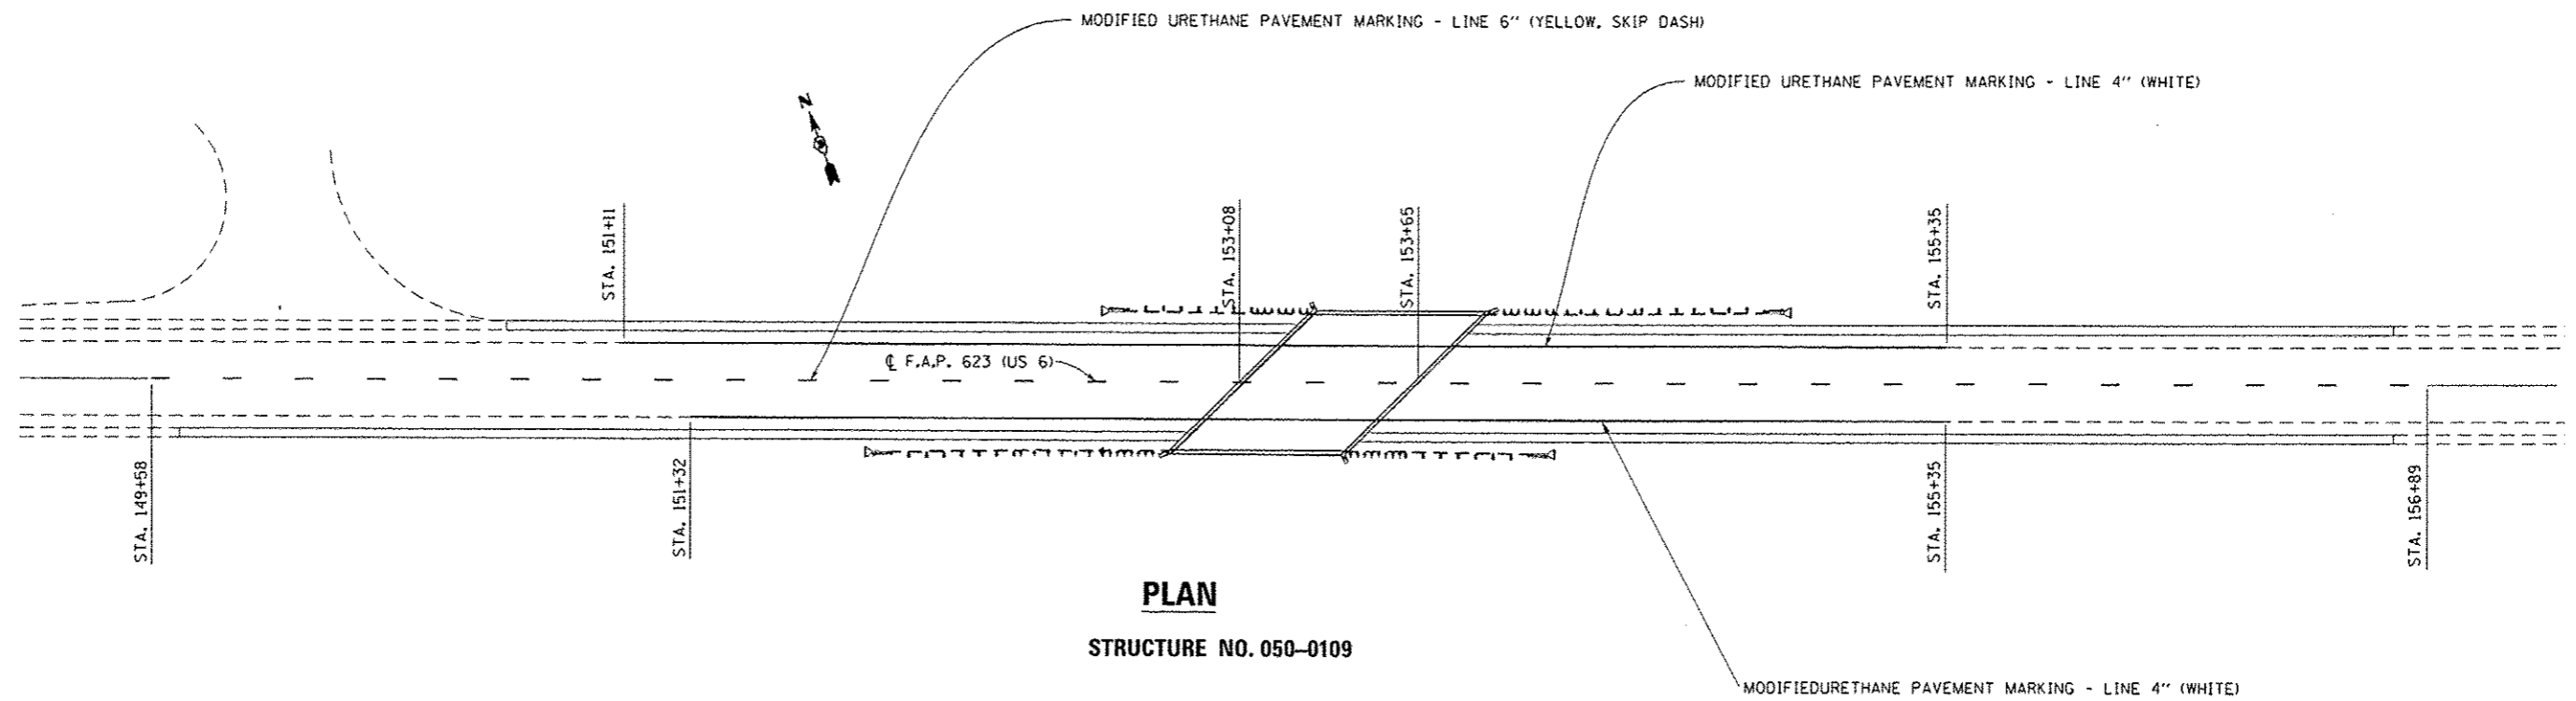 MODIFIED URETHANE PAVEMENT MARKING - LINE 6" (YELLOW, SKIP DASH)
MODIFIED URETHANE PAVEMENT MARKING - LINE 4" (WHITE)
N
STA. 151+11
STA. 153+08
STA. 153+65
STA. 155+35
℄ F.A.P. 623 (US 6)
STA. 149+58
STA. 151+32
STA. 155+35
STA. 156+89
PLAN
STRUCTURE NO. 050-0109
MODIFIEDURETHANE PAVEMENT MARKING - LINE 4" (WHITE)